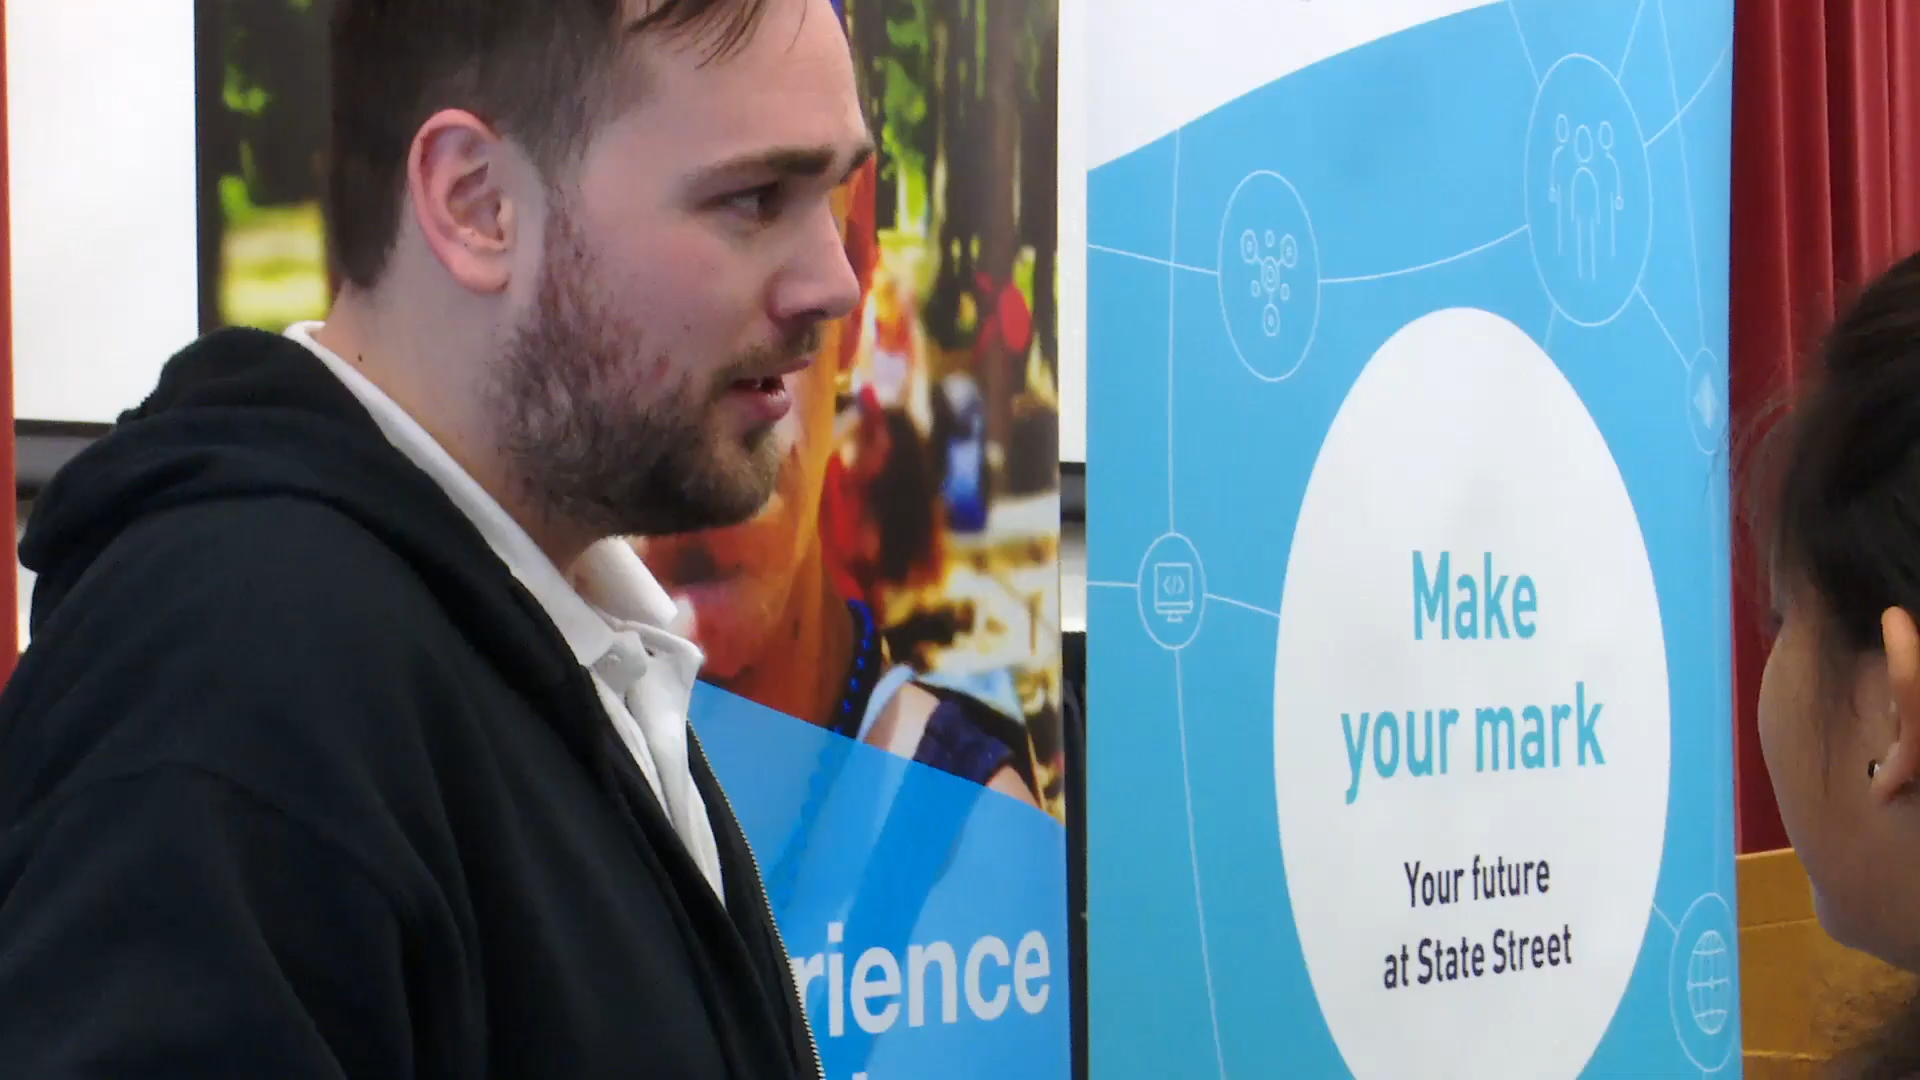 rience
Make
your mark
Your future
at State Street